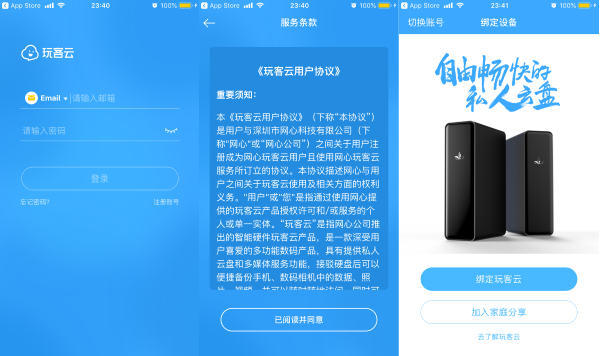 App Store
23:40
100%
玩客云
Email
请输入邮箱
请输入密码
登录
忘记密码?
注册账号
App Store
23:40
100%
服务条款
《玩客云用户协议》
重要须知：
本《玩客云用户协议》（下称“本协议”）
是用户与深圳市网心科技有限公司（下
称“网心”或“网心公司”）之间关于用户注
册成为网心玩客云用户且使用网心玩客云
服务所订立的协议。本协议描述网心与用
户之间关于玩客云使用及相关方面的权利
义务。“用户”或“您”是指通过使用网心提
供的玩客云产品授权许可和/或服务的个
人或单一实体。“玩客云”是指网心公司推
出的智能硬件玩客云产品，是一款深受用
户喜爱的多功能数码产品，具有提供私人
云盘和多媒体服务功能，接驳硬盘后可以
便捷备份手机、数码相机中的数据、照
片、视频，并可以随时随地访问，同时可
已阅读并同意
App Store
23:41
100%
切换账号
绑定设备
自由畅快的
私人云盘
绑定玩客云
加入家庭分享
去了解玩客云